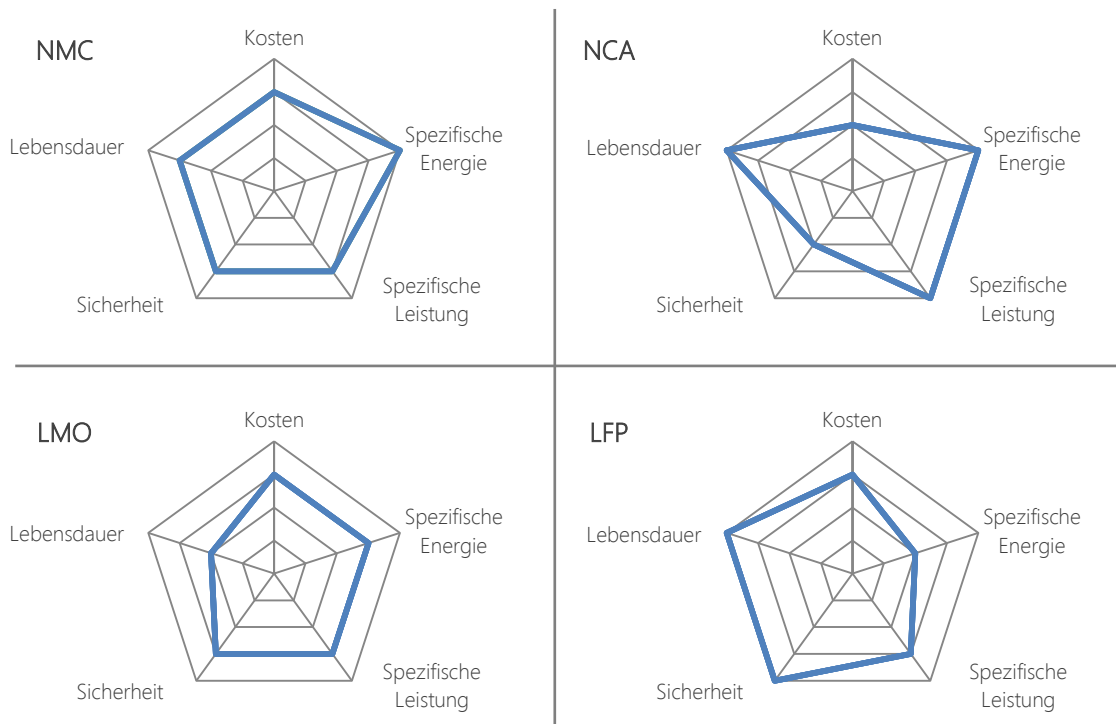 NMC
Kosten
Lebensdauer
Spezifische
Energie
Sicherheit
Spezifische
Leistung
NCA
Kosten
Lebensdauer
Spezifische
Energie
Sicherheit
Spezifische
Leistung
LMO
Kosten
Lebensdauer
Spezifische
Energie
Sicherheit
Spezifische
Leistung
LFP
Kosten
Lebensdauer
Spezifische
Energie
Sicherheit
Spezifische
Leistung